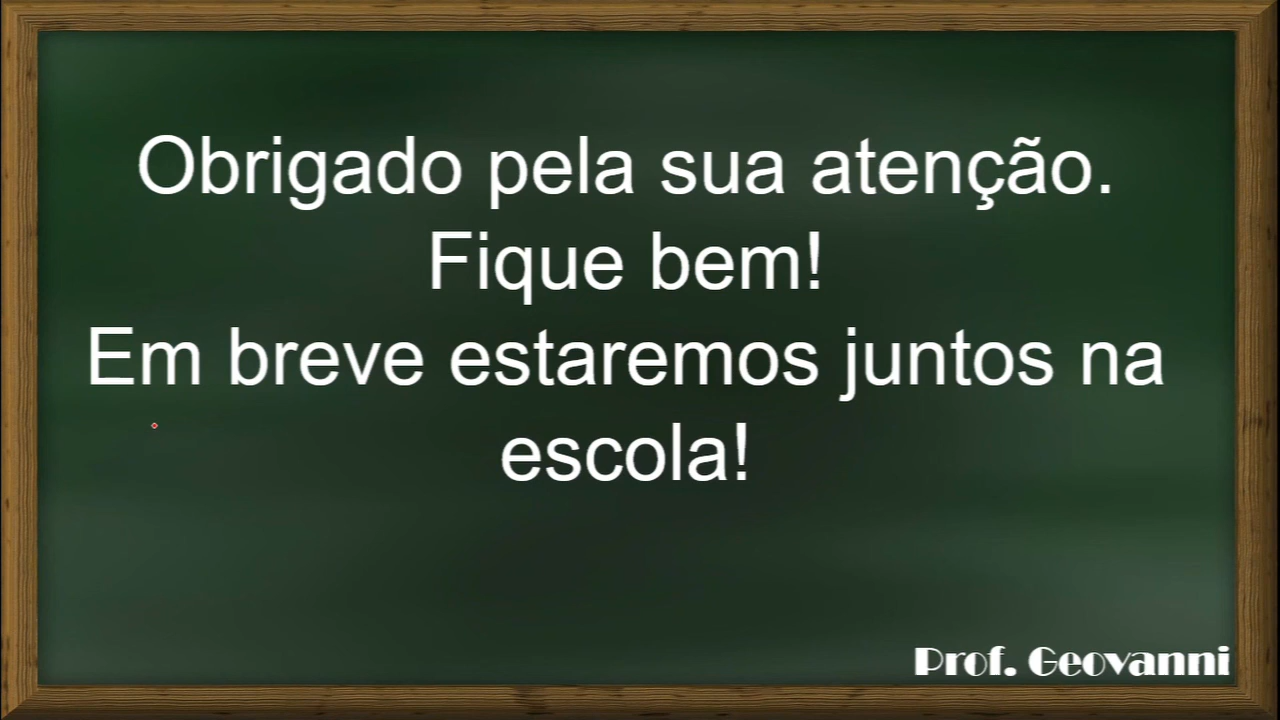 Obrigado pela sua atenção.
Fique bem!
Em breve estaremos juntos na
escola!
Prof. Geovanni